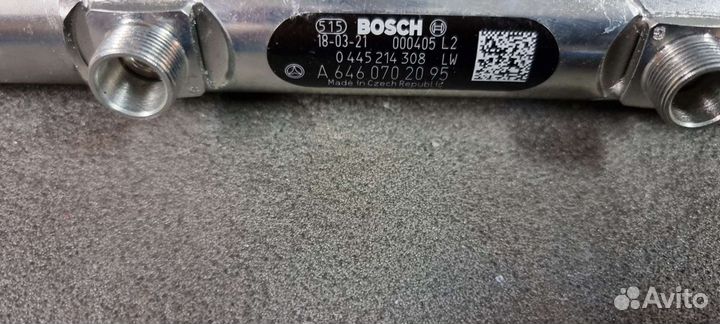 515 BOSCH
18-03-21 000405 L2
0 445 214 308 LW
A 646 070 20 95
Made in Czech Republic
Avito